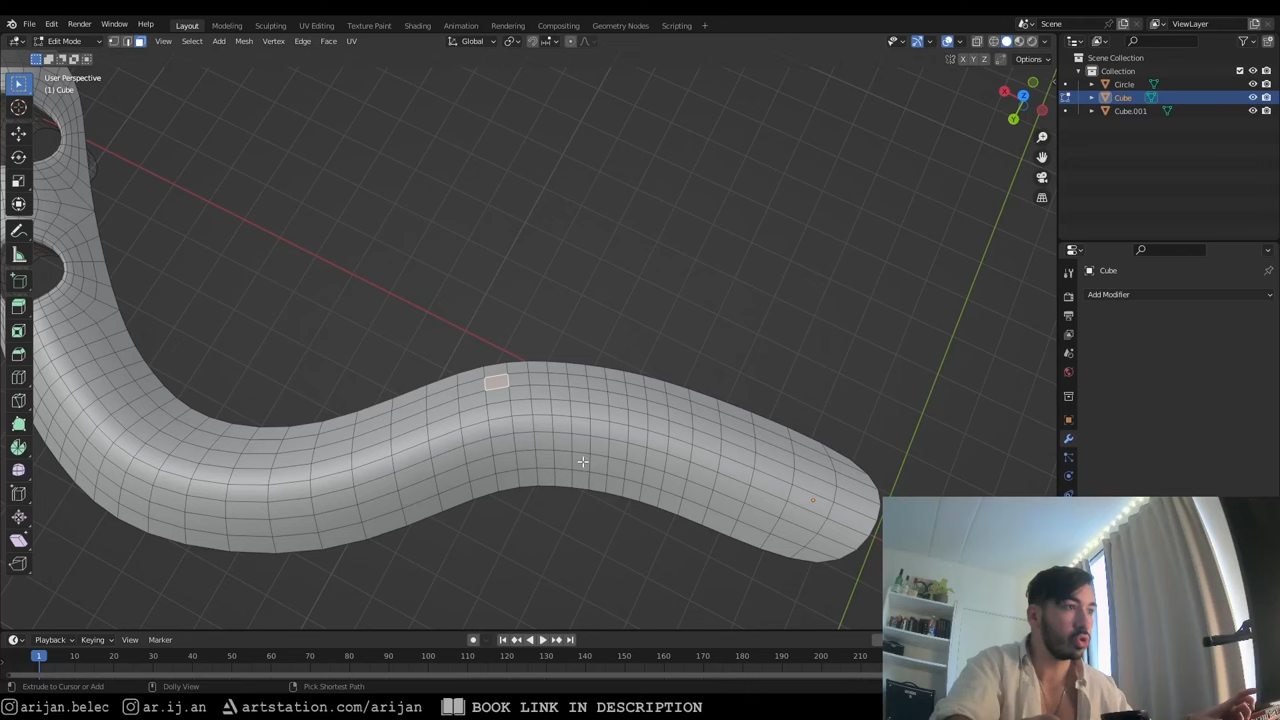 File Edit Render Window Help Layout Modeling Sculpting UV Editing Texture Paint Shading Animation Rendering Compositing Geometry Nodes Scripting + Scene ViewLayer
Edit Mode View Select Add Mesh Vertex Edge Face UV Global
X Y Z Options
User Perspective
(1) Cube
X Z Y
Scene Collection
Collection
Circle
Cube
Cube.001
Cube
Add Modifier
Playback Keying View Marker
1 10 20 30 40 50 60 70 80 90 100 110 120 130 140 150 160 170 180 190 200 210
Extrude to Cursor or Add Dolly View Pick Shortest Path
arijan.belec ar.ij.an artstation.com/arijan BOOK LINK IN DESCRIPTION